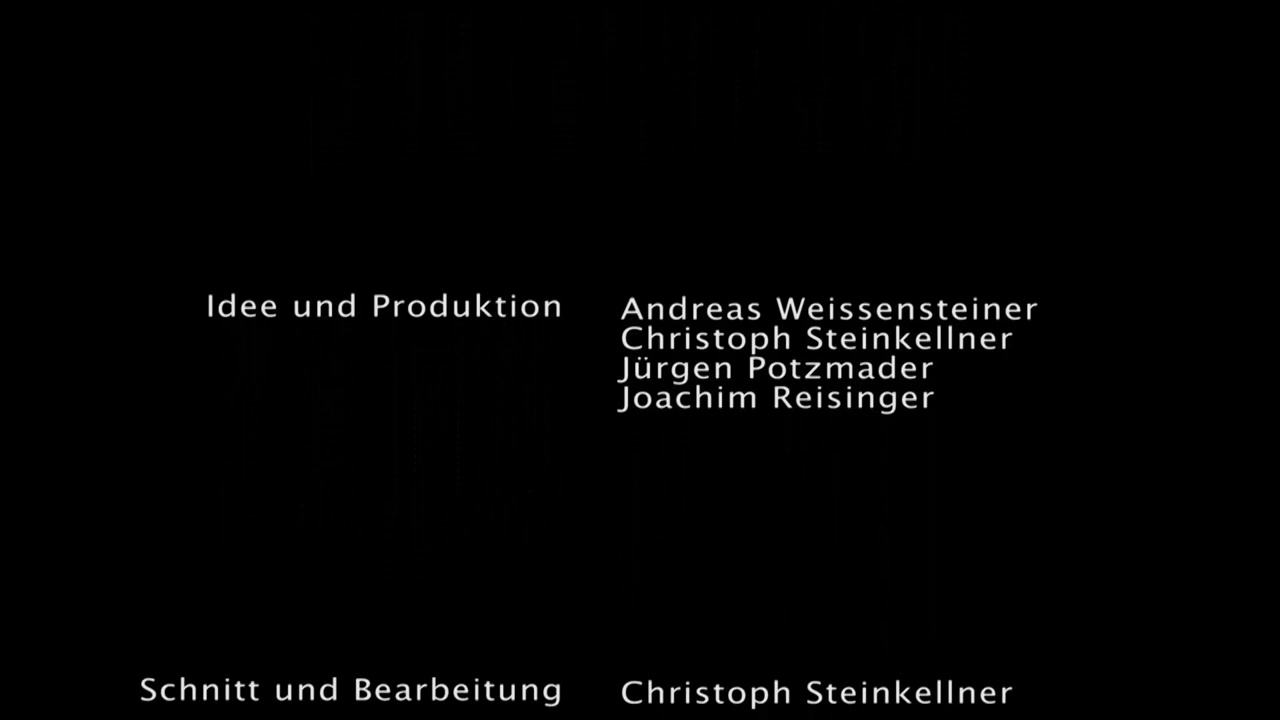 Idee und Produktion Andreas Weissensteiner
Christoph Steinkellner
Jürgen Potzmader
Joachim Reisinger
Schnitt und Bearbeitung Christoph Steinkellner